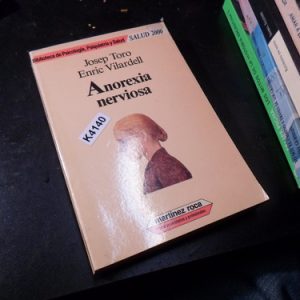 Biblioteca de Psicología, Psiquiatría y Salud
SALUD 2000
Josep Toro
Enric Vilardell
Anorexia
nerviosa
K4140
martínez roca